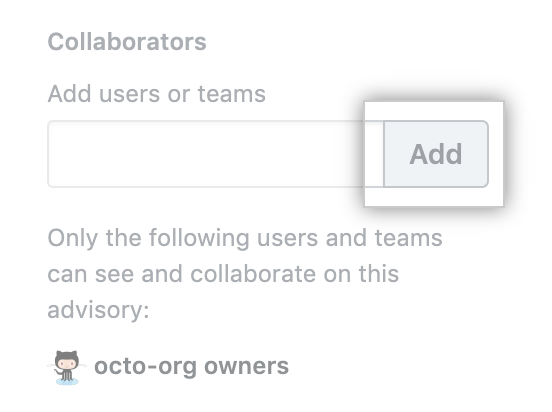 Collaborators
Add users or teams
Add
Only the following users and teams
can see and collaborate on this
advisory:
octo-org owners